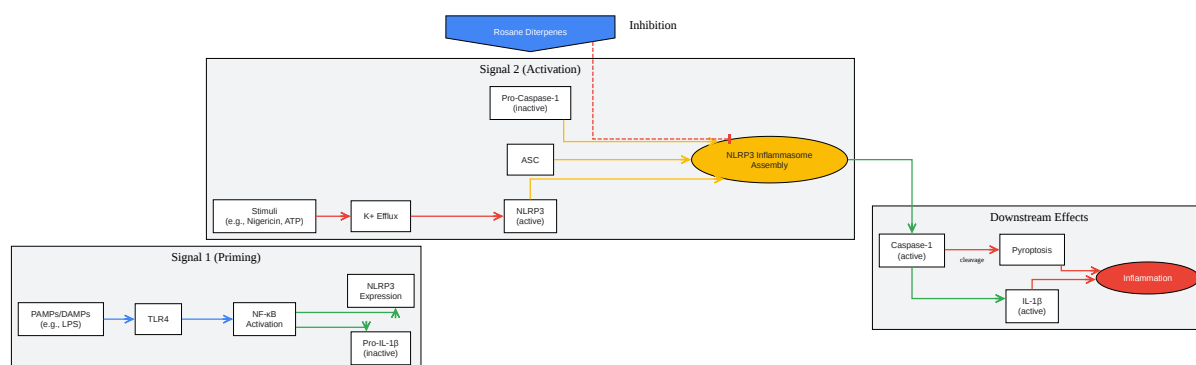 Rosane Diterpenes
Inhibition
Signal 2 (Activation)
Pro-Caspase-1
(inactive)
ASC
NLRP3 Inflammasome
Assembly
Stimuli
(e.g., Nigericin, ATP)
K+ Efflux
NLRP3
(active)
Downstream Effects
Caspase-1
(active)
cleavage
Pyroptosis
Inflammation
IL-1β
(active)
Signal 1 (Priming)
PAMPs/DAMPs
(e.g., LPS)
TLR4
NF-κB
Activation
NLRP3
Expression
Pro-IL-1β
(inactive)